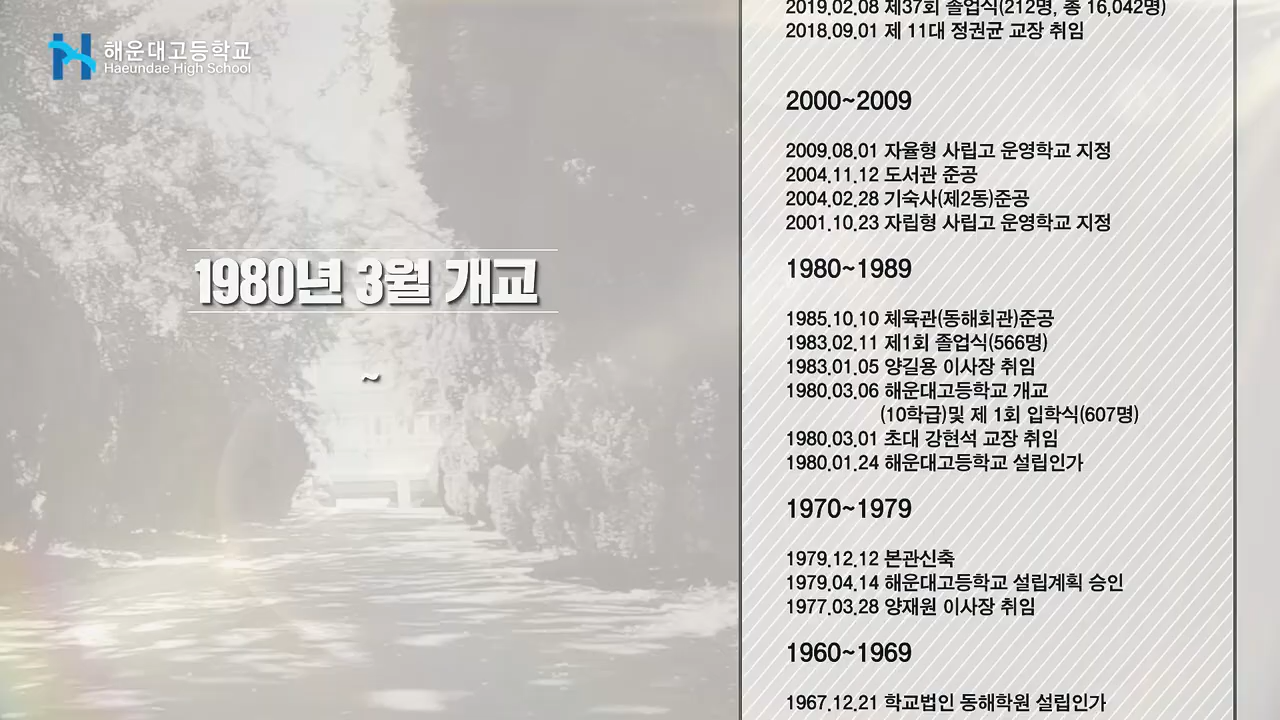 해운대고등학교
Haeundae High School
1980년 3월 개교
~
2019.02.08 제37회 졸업식(212명, 총 16,042명)
2018.09.01 제 11대 정권균 교장 취임
2000~2009
2009.08.01 자율형 사립고 운영학교 지정
2004.11.12 도서관 준공
2004.02.28 기숙사(제2동)준공
2001.10.23 자립형 사립고 운영학교 지정
1980~1989
1985.10.10 체육관(동해회관)준공
1983.02.11 제1회 졸업식(566명)
1983.01.05 양길용 이사장 취임
1980.03.06 해운대고등학교 개교
(10학급)및 제 1회 입학식(607명)
1980.03.01 초대 강현석 교장 취임
1980.01.24 해운대고등학교 설립인가
1970~1979
1979.12.12 본관신축
1979.04.14 해운대고등학교 설립계획 승인
1977.03.28 양재원 이사장 취임
1960~1969
1967.12.21 학교법인 동해학원 설립인가